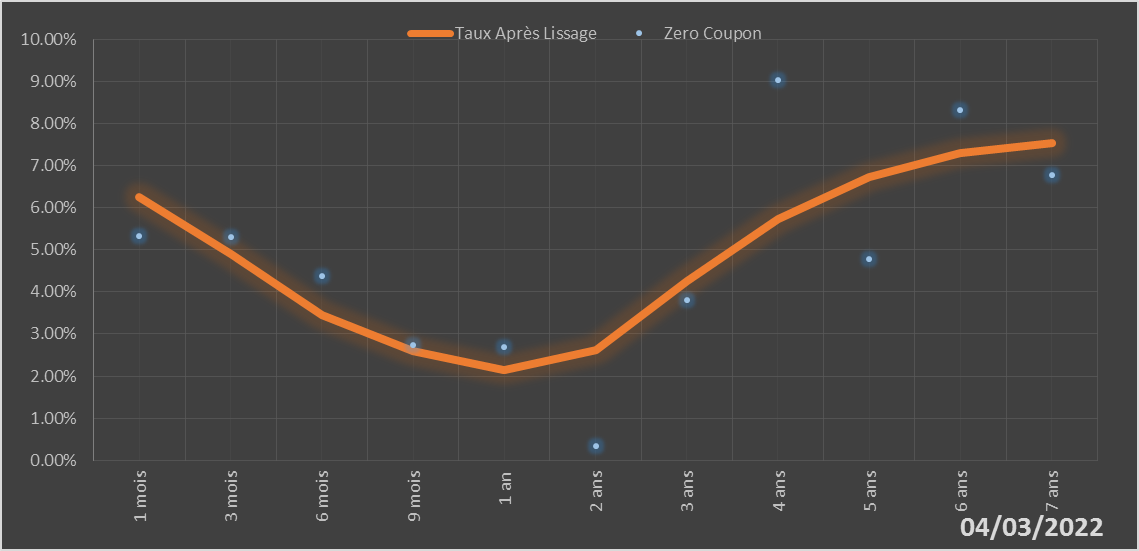 Taux Après Lissage Zero Coupon
10.00%
9.00%
8.00%
7.00%
6.00%
5.00%
4.00%
3.00%
2.00%
1.00%
0.00%
1 mois
3 mois
6 mois
9 mois
1 an
2 ans
3 ans
4 ans
5 ans
6 ans
7 ans
04/03/2022